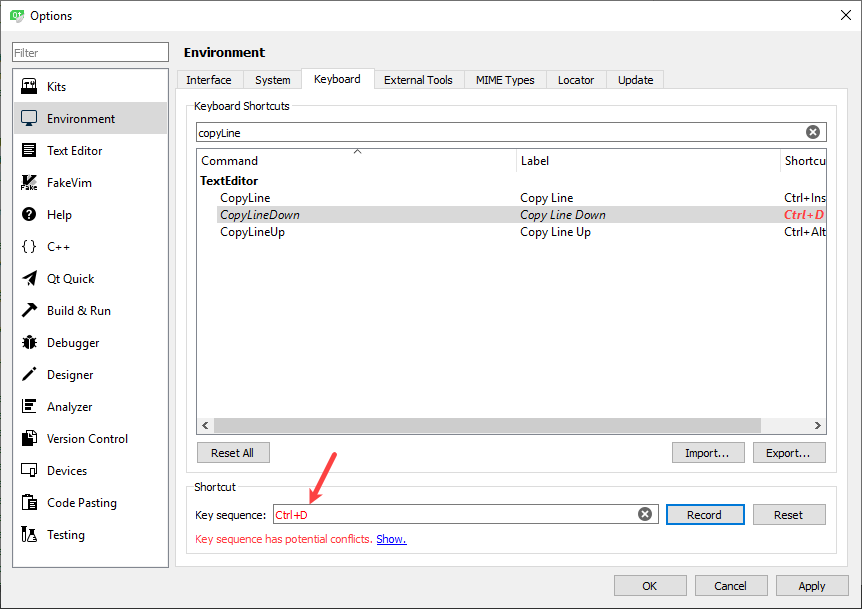 Options
Filter
Kits
Environment
Text Editor
FakeVim
Help
C++
Qt Quick
Build & Run
Debugger
Designer
Analyzer
Version Control
Devices
Code Pasting
Testing
Environment
Interface System Keyboard External Tools MIME Types Locator Update
Keyboard Shortcuts
copyLine
Command Label Shortcu
TextEditor
CopyLine Copy Line Ctrl+Ins
CopyLineDown Copy Line Down Ctrl+D
CopyLineUp Copy Line Up Ctrl+Alt
Reset All Import... Export...
Shortcut
Key sequence: Ctrl+D Record Reset
Key sequence has potential conflicts. Show.
OK Cancel Apply